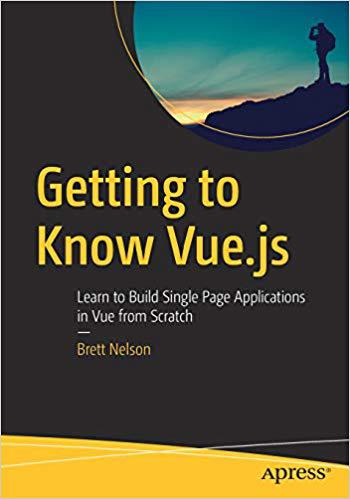 Getting to
Know Vue.js
Learn to Build Single Page Applications
in Vue from Scratch
—
Brett Nelson
Apress®